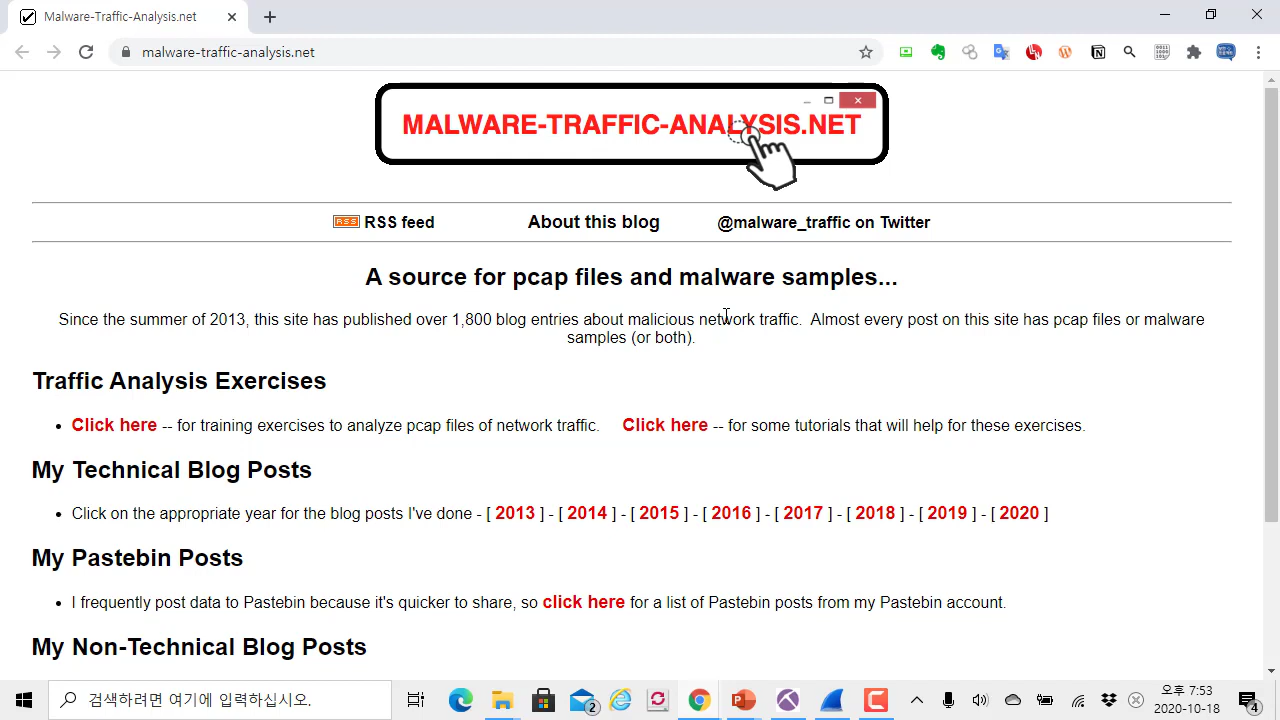 Malware-Traffic-Analysis.net
malware-traffic-analysis.net
MALWARE-TRAFFIC-ANALYSIS.NET
RSS RSS feed About this blog @malware_traffic on Twitter
A source for pcap files and malware samples...
Since the summer of 2013, this site has published over 1,800 blog entries about malicious network traffic. Almost every post on this site has pcap files or malware
samples (or both).
Traffic Analysis Exercises
• Click here -- for training exercises to analyze pcap files of network traffic. Click here -- for some tutorials that will help for these exercises.
My Technical Blog Posts
• Click on the appropriate year for the blog posts I've done - [ 2013 ] - [ 2014 ] - [ 2015 ] - [ 2016 ] - [ 2017 ] - [ 2018 ] - [ 2019 ] - [ 2020 ]
My Pastebin Posts
• I frequently post data to Pastebin because it's quicker to share, so click here for a list of Pastebin posts from my Pastebin account.
My Non-Technical Blog Posts
검색하려면 여기에 입력하십시오.
2
오후 7:53
2020-10-18
4